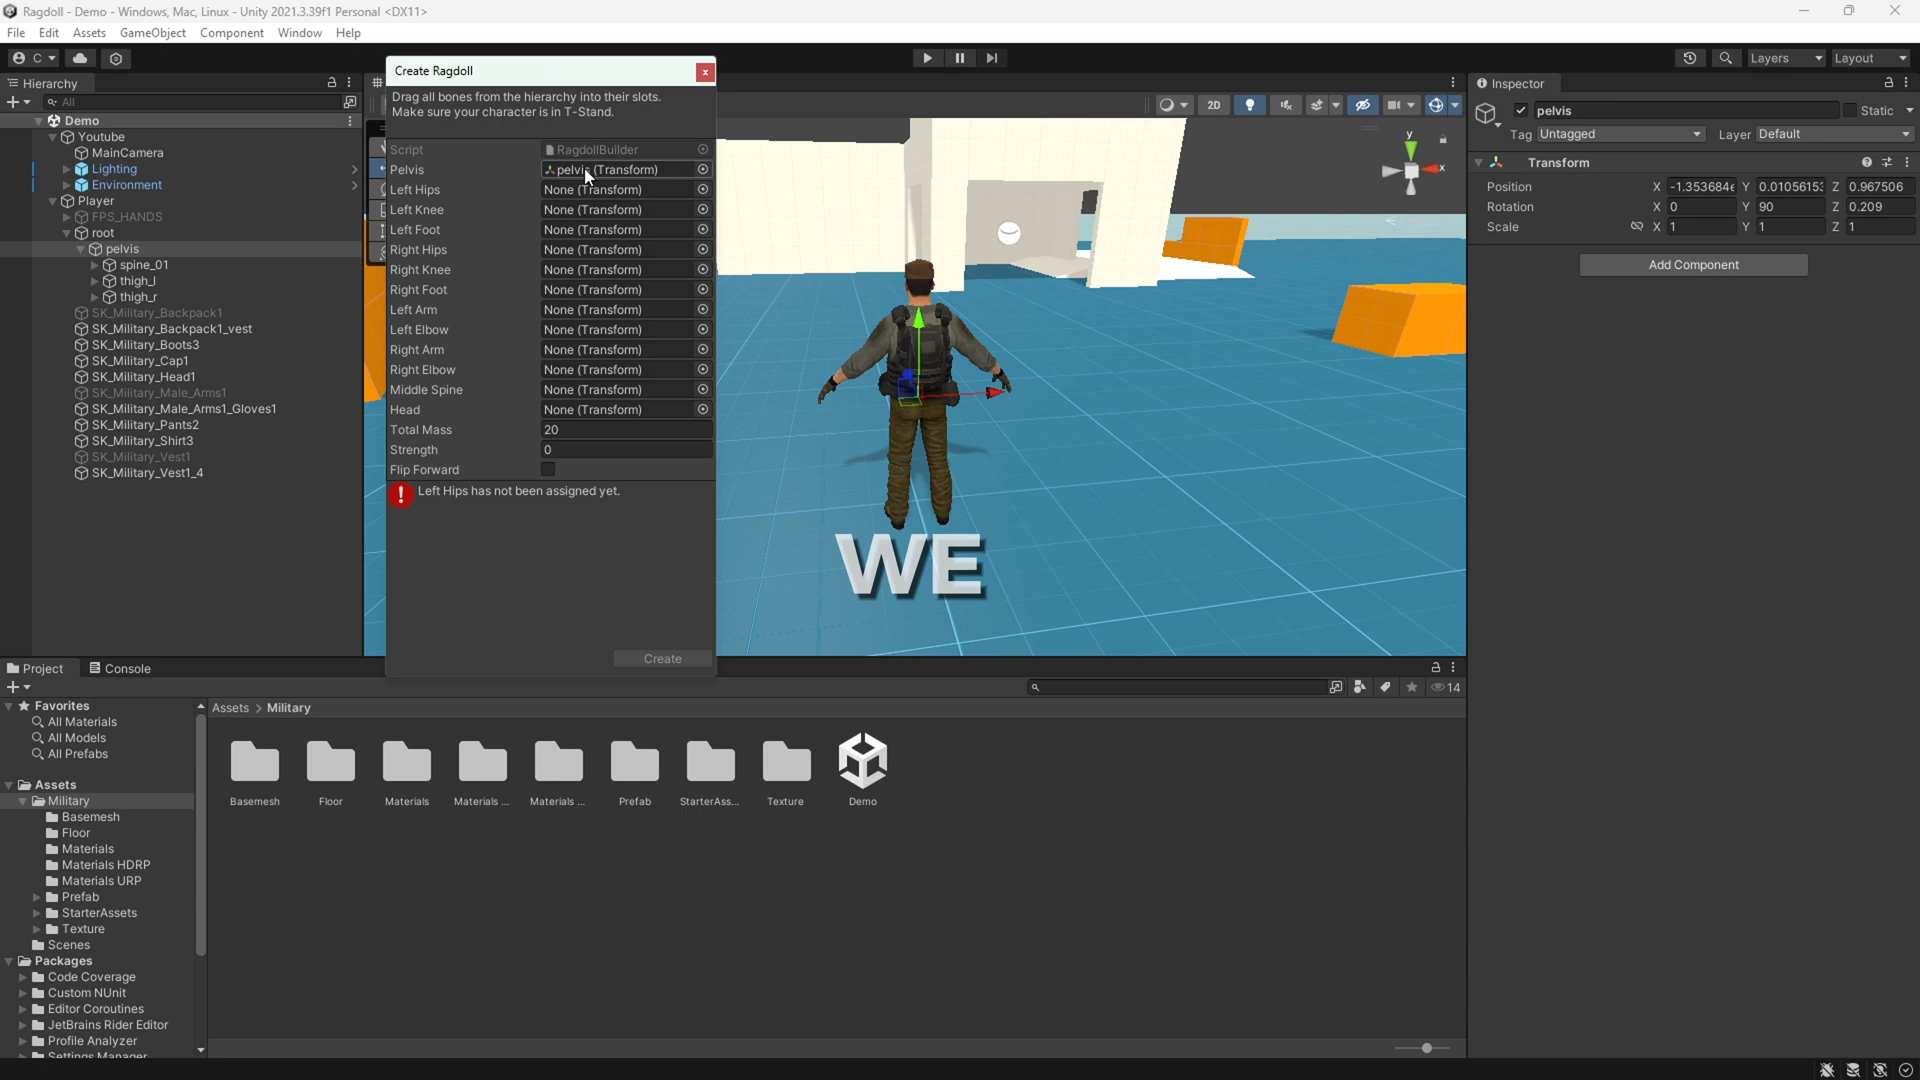 Ragdoll - Demo - Windows, Mac, Linux - Unity 2021.3.39f1 Personal <DX11>
File Edit Assets GameObject Component Window Help
C
Layers
Layout
Hierarchy
All
Demo
Youtube
MainCamera
Lighting
Environment
Player
FPS_HANDS
root
pelvis
spine_01
thigh_l
thigh_r
SK_Military_Backpack1
SK_Military_Backpack1_vest
SK_Military_Boots3
SK_Military_Cap1
SK_Military_Head1
SK_Military_Male_Arms1
SK_Military_Male_Arms1_Gloves1
SK_Military_Pants2
SK_Military_Shirt3
SK_Military_Vest1
SK_Military_Vest1_4
Create Ragdoll
x
Drag all bones from the hierarchy into their slots.
Make sure your character is in T-Stand.
Script RagdollBuilder
Pelvis pelvis (Transform)
Left Hips None (Transform)
Left Knee None (Transform)
Left Foot None (Transform)
Right Hips None (Transform)
Right Knee None (Transform)
Right Foot None (Transform)
Left Arm None (Transform)
Left Elbow None (Transform)
Right Arm None (Transform)
Right Elbow None (Transform)
Middle Spine None (Transform)
Head None (Transform)
Total Mass 20
Strength 0
Flip Forward
! Left Hips has not been assigned yet.
Create
2D
y
x
WE
Inspector
pelvis
Static
Tag Untagged Layer Default
Transform
Position X -1.353684e Y 0.01056153 Z 0.967506
Rotation X 0 Y 90 Z 0.209
Scale X 1 Y 1 Z 1
Add Component
Project Console
14
Favorites
All Materials
All Models
All Prefabs
Assets
Military
Basemesh
Floor
Materials
Materials HDRP
Materials URP
Prefab
StarterAssets
Texture
Scenes
Packages
Code Coverage
Custom NUnit
Editor Coroutines
JetBrains Rider Editor
Profile Analyzer
Settings Manager
Assets > Military
Basemesh Floor Materials Materials ... Materials ... Prefab StarterAss... Texture Demo